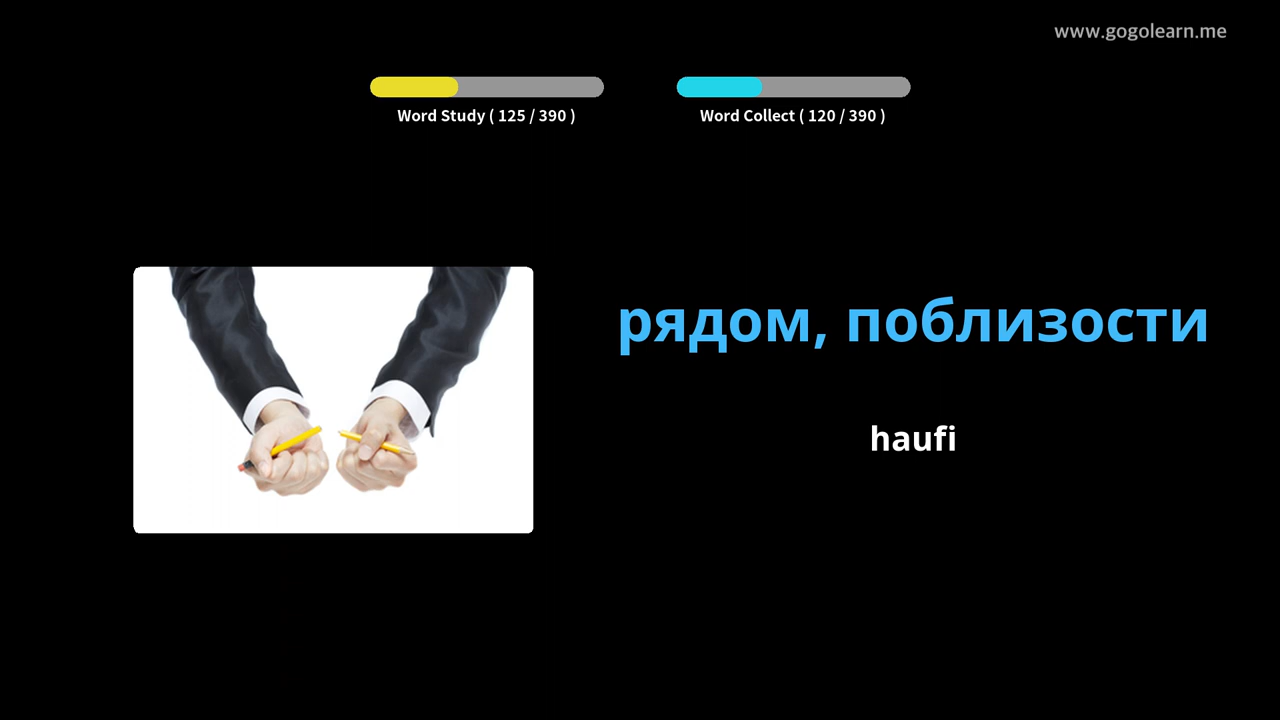 www.gogolearn.me
Word Study ( 125 / 390 )
Word Collect ( 120 / 390 )
рядом, поблизости
haufi